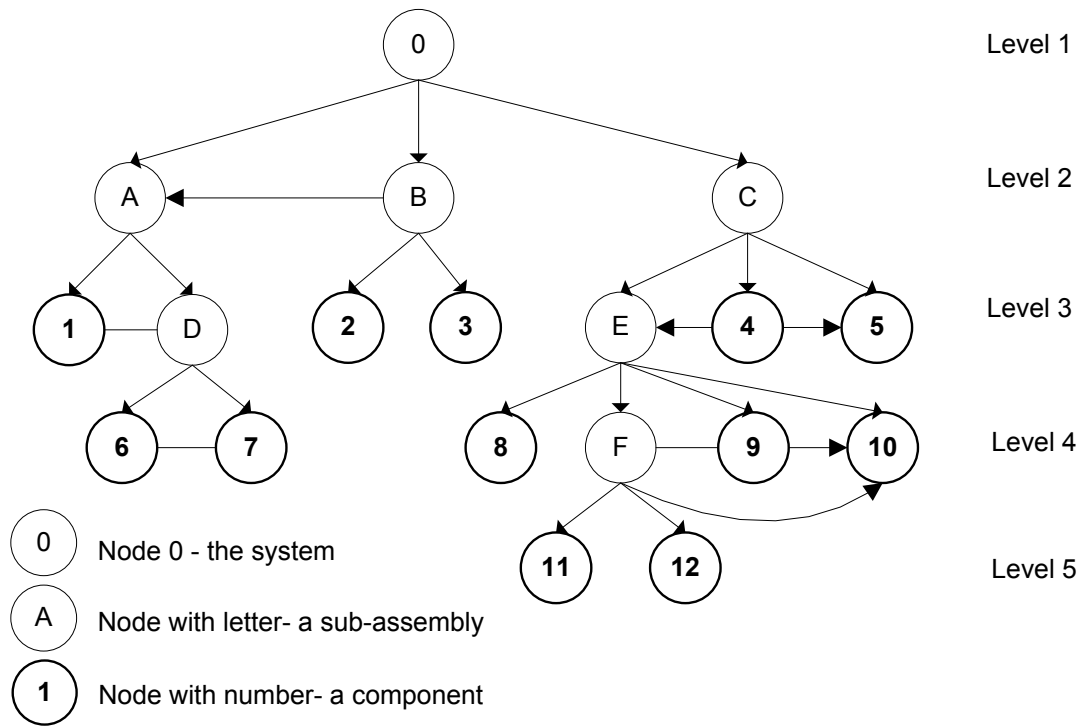 0 Level 1
A B C Level 2
1 D 2 3 E 4 5 Level 3
6 7 8 F 9 10 Level 4
11 12 Level 5
0 Node 0 - the system
A Node with letter- a sub-assembly
1 Node with number- a component